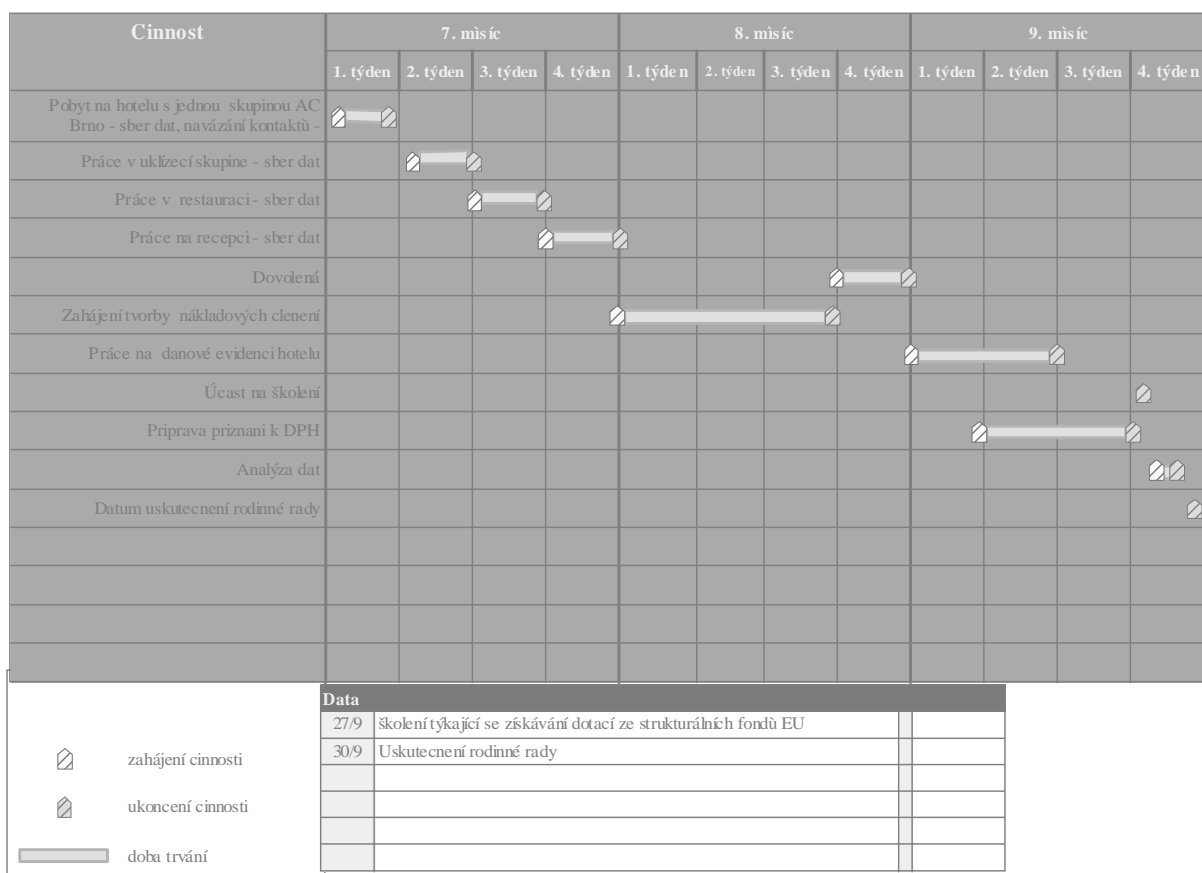 Cinnost
7. mìsíc
8. mìsíc
9. mìsíc
1. týden 2. týden 3. týden 4. týden 1. týden 2. týden 3. týden 4. týden 1. týden 2. týden 3. týden 4. týden
Pobyt na hotelu s jednou skupinou AC
Brno - sber dat, navázání kontaktù -
Práce v uklízecí skupine - sber dat
Práce v restauraci - sber dat
Práce na recepci - sber dat
Dovolená
Zahájení tvorby nákladových clenení
Práce na danové evidenci hotelu
Úcast na školení
Priprava priznani k DPH
Analýza dat
Datum uskutecnení rodinné rady
Data
27/9 školení týkající se získávání dotací ze strukturálních fondù EU
30/9 Uskutecnení rodinné rady
zahájení cinnosti
ukoncení cinnosti
doba trvání